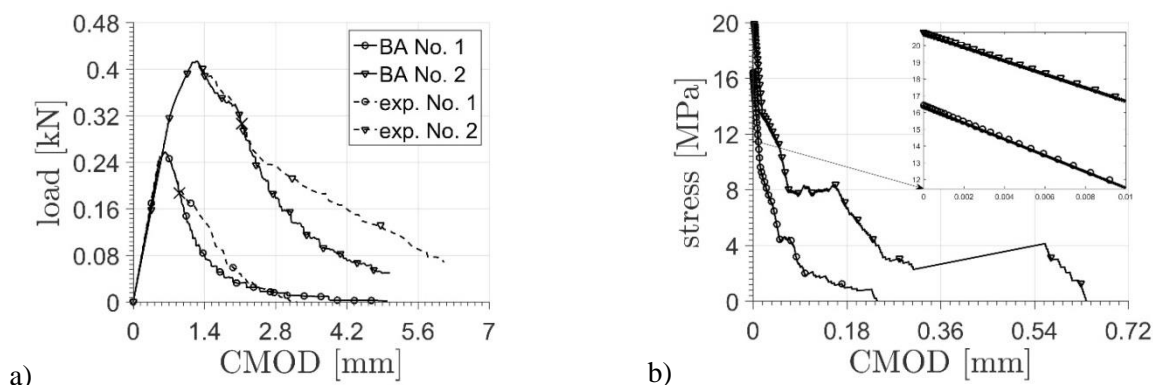 0.48
0.4
0.32
0.24
0.16
0.08
0
load [kN]
BA No. 1
BA No. 2
exp. No. 1
exp. No. 2
0 1.4 2.8 4.2 5.6 7
CMOD [mm]
a)
20
16
12
8
4
0
stress [MPa]
20
19
18
17
16
15
14
13
12
0 0.002 0.004 0.006 0.008 0.01
0 0.18 0.36 0.54 0.72
CMOD [mm]
b)